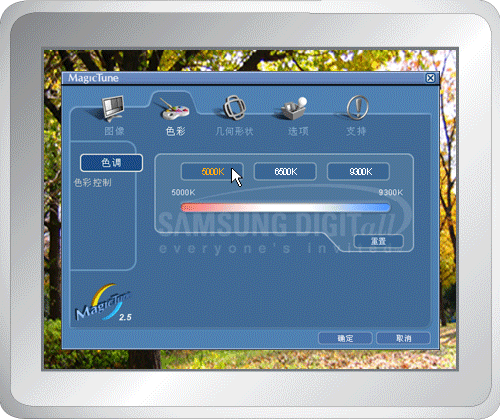 MagicTune
图像 色彩 几何形状 选项 支持
色调
色彩控制
5000K 6500K 9300K
5000K 9300K
SAMSUNG DIGITall
everyone's invited
重置
MagicTune
2.5
确定 取消